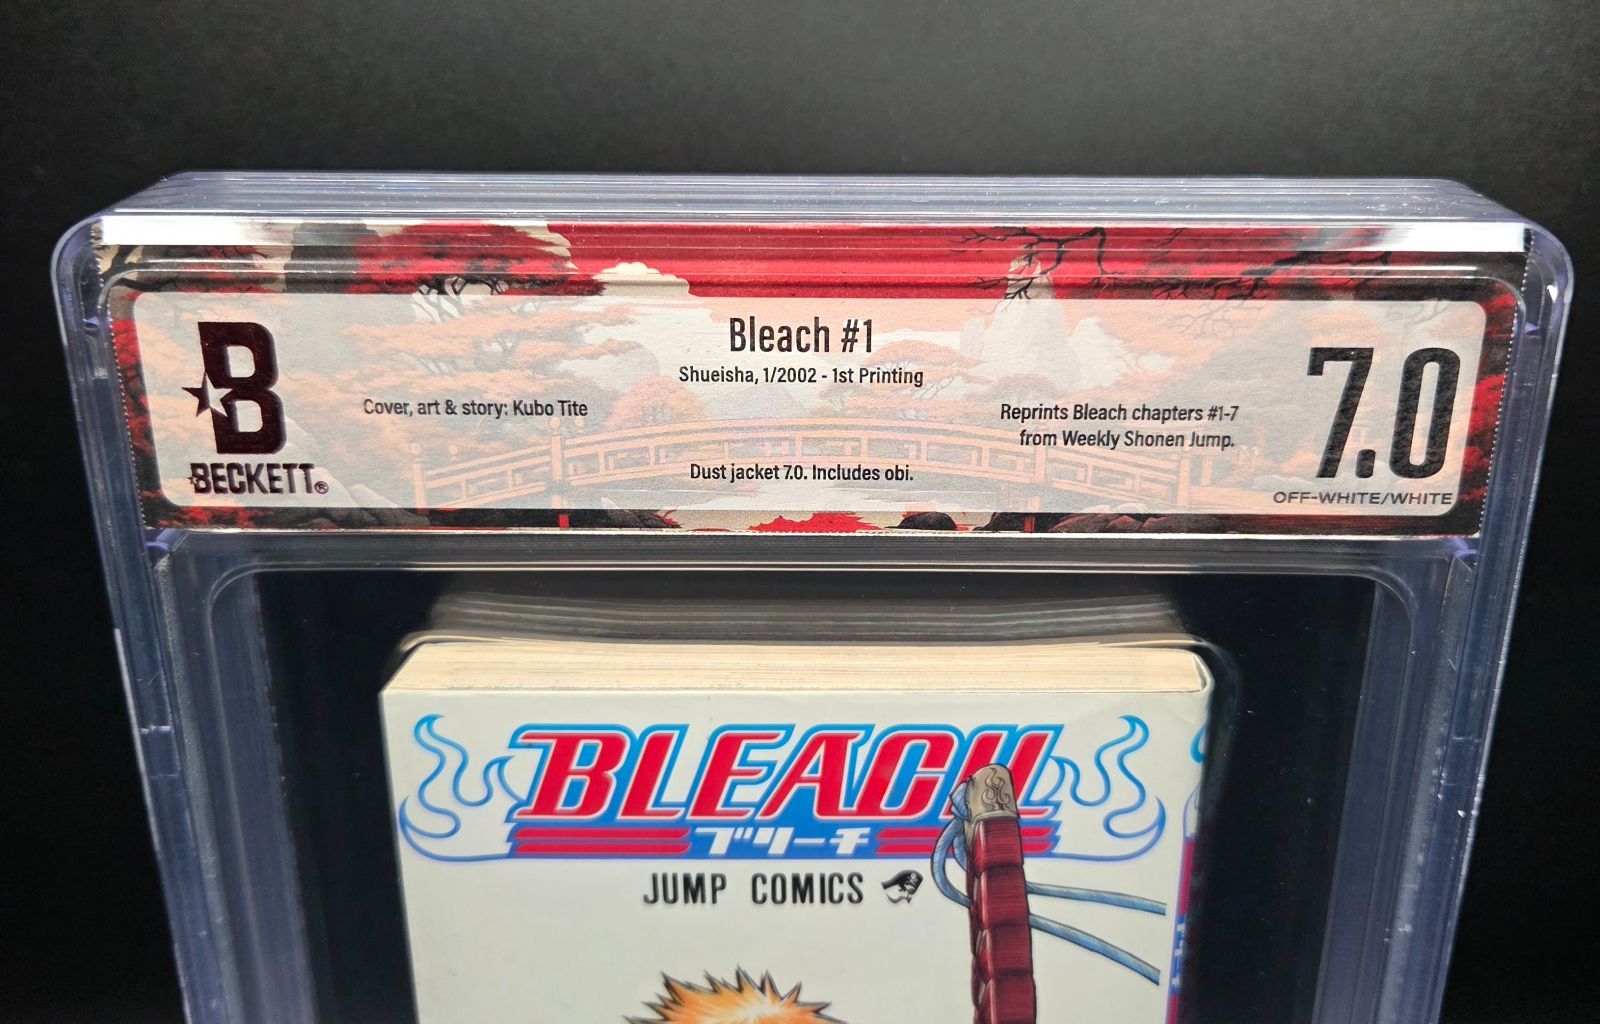 B
BECKETT®
Bleach #1
Shueisha, 1/2002 - 1st Printing
Cover, art & story: Kubo Tite
Reprints Bleach chapters #1-7
from Weekly Shonen Jump.
Dust jacket 7.0. Includes obi.
7.0
OFF-WHITE/WHITE
BLEACH
ブリーチ
JUMP COMICS